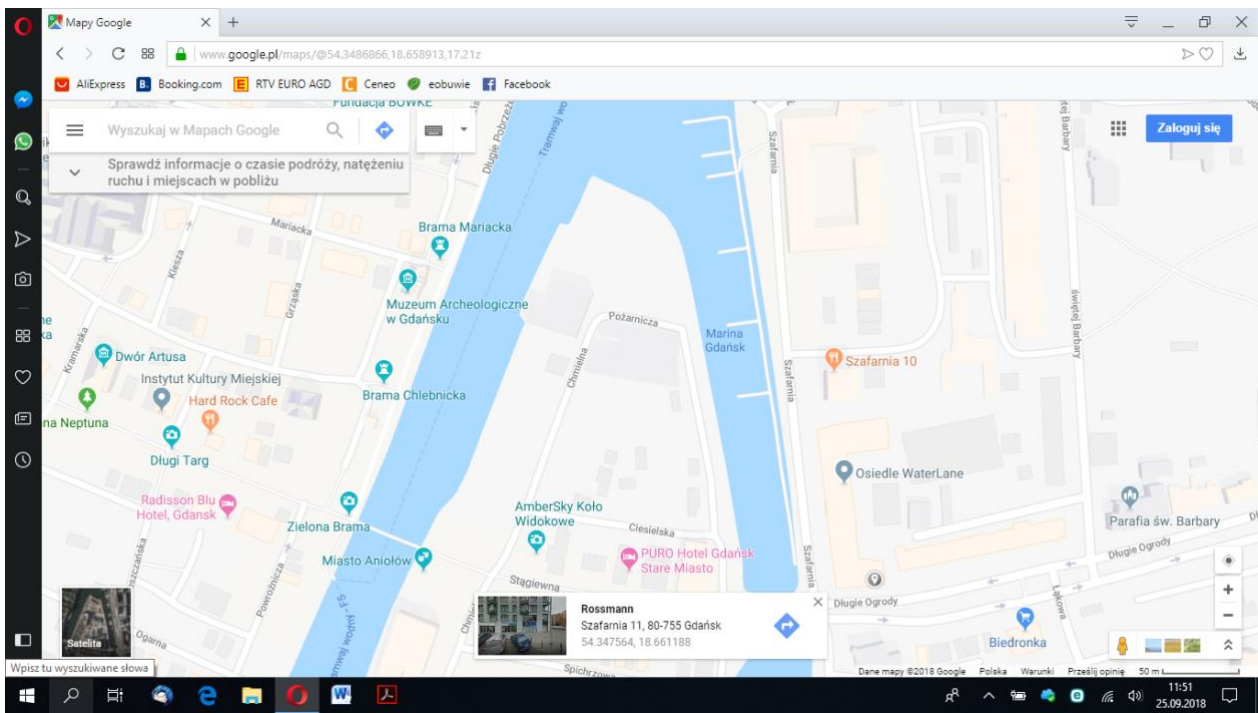 Mapy Google
www.google.pl/maps/@54.3486866,18.658913,17.21z
AliExpress
B. Booking.com
E RTV EURO AGD
Ceneo
eobuwie
Facebook
Fundacja BOWKE
Wyszukaj w Mapach Google
Zaloguj się
Sprawdź informacje o czasie podróży, natężeniu
ruchu i miejscach w pobliżu
Długie Pobrzeże
Tramwaj wo
Szafarnia
ej Barbary
Mariacka
Brama Mariacka
Klesza
Grząska
Muzeum Archeologiczne
w Gdańsku
Pożarnicza
Marina
Gdańsk
świętej Barbary
Kramarska
Dwór Artusa
Chmielna
Szafarnia
Szafarnia 10
Instytut Kultury Miejskiej
Brama Chlebnicka
Hard Rock Cafe
na Neptuna
Długi Targ
Osiedle WaterLane
Radisson Blu
Hotel, Gdansk
Zielona Brama
AmberSky Koło
Widokowe
Ciesielska
Parafia św. Barbary
Długie Ogrody
Miasto Aniołów
PURO Hotel Gdańsk
Stare Miasto
Szafarnia
Stągiewna
Powroźnicza
Ogarna
Satelita
Rossmann
Szafarnia 11, 80-755 Gdańsk
54.347564, 18.661188
Długie Ogrody
Łąkowa
Biedronka
Wpisz tu wyszukiwane słowa
Spichrzowa
Dane mapy ©2018 Google
Polska
Warunki
Prześlij opinię
50 m
11:51
25.09.2018